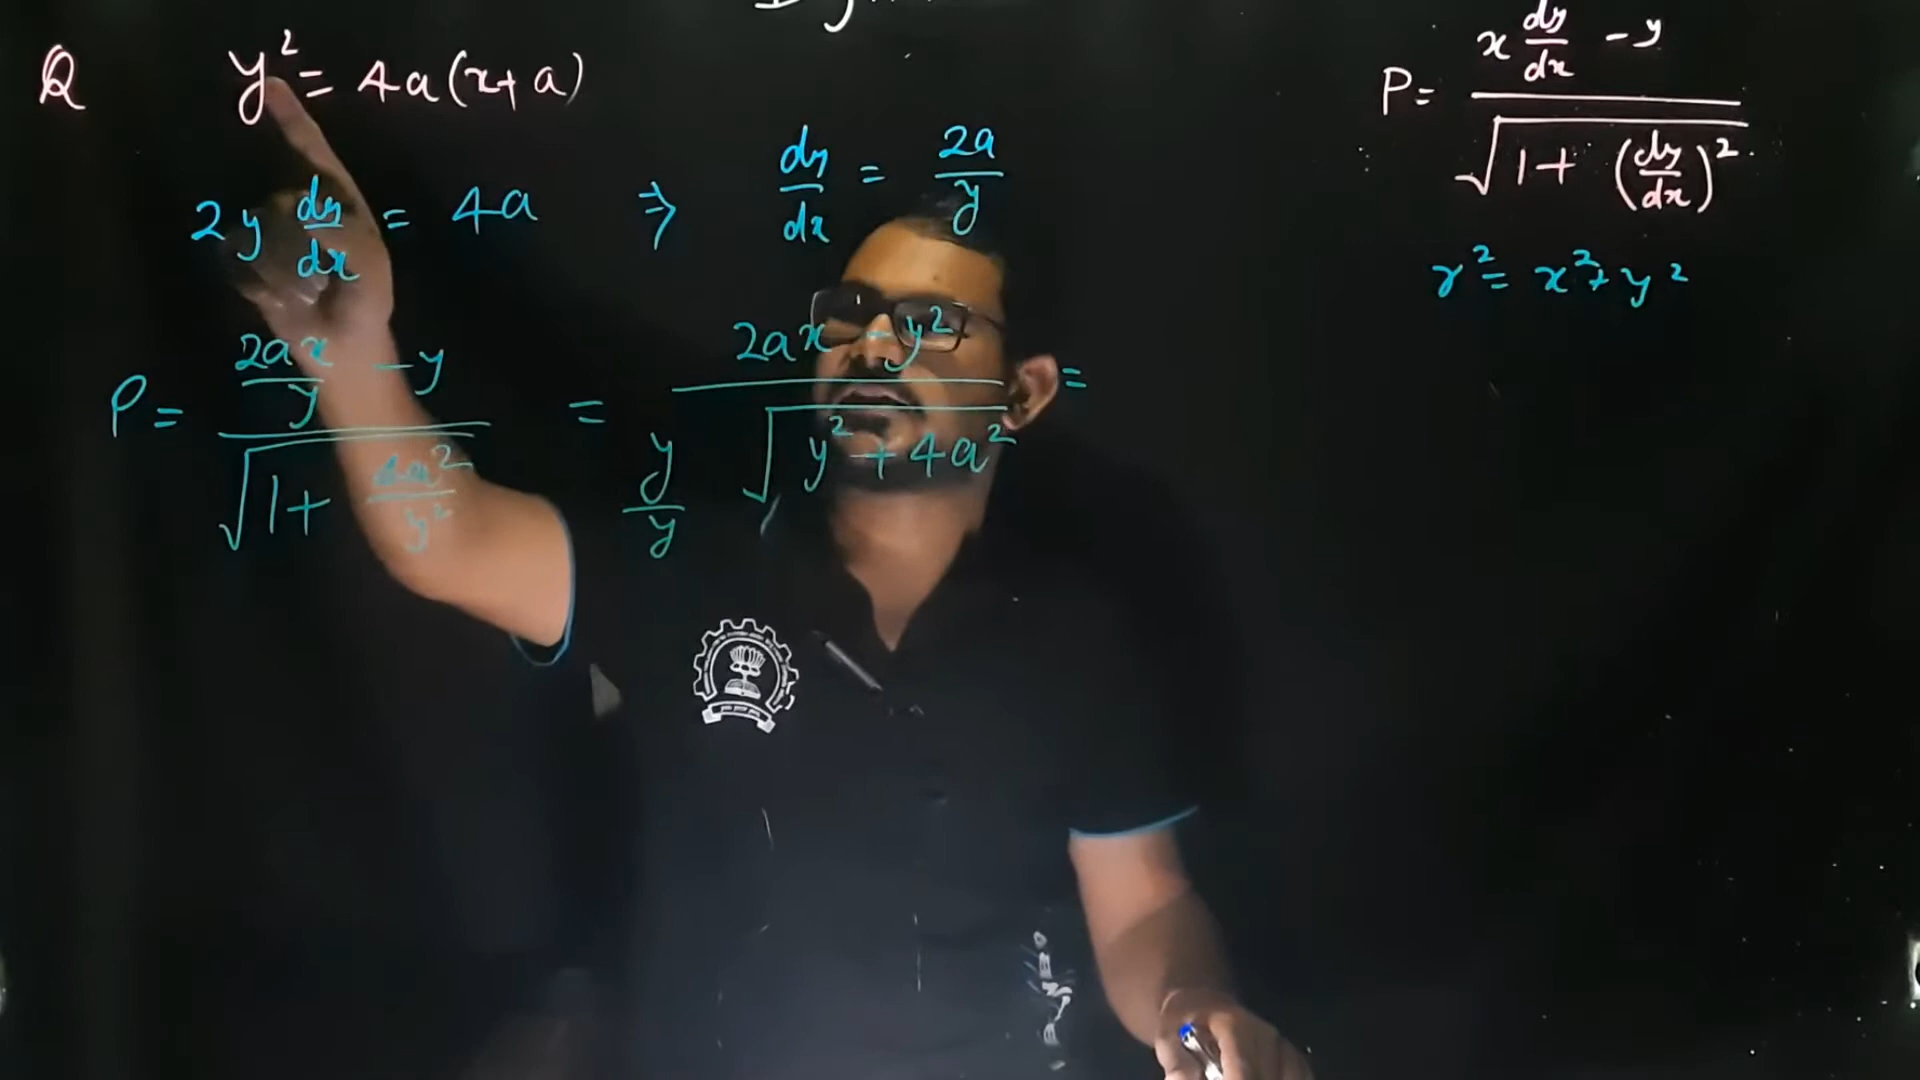 Q y² = 4a(x+a)
2y dy/dx = 4a ⇒ dy/dx = 2a/y
P = (2ax/y - y) / √(1 + 4a²/y²) = (2ax - y²) / (y/y √(y² + 4a²)) =
P = (x dy/dx - y) / √(1 + (dy/dx)²)
r² = x² + y²